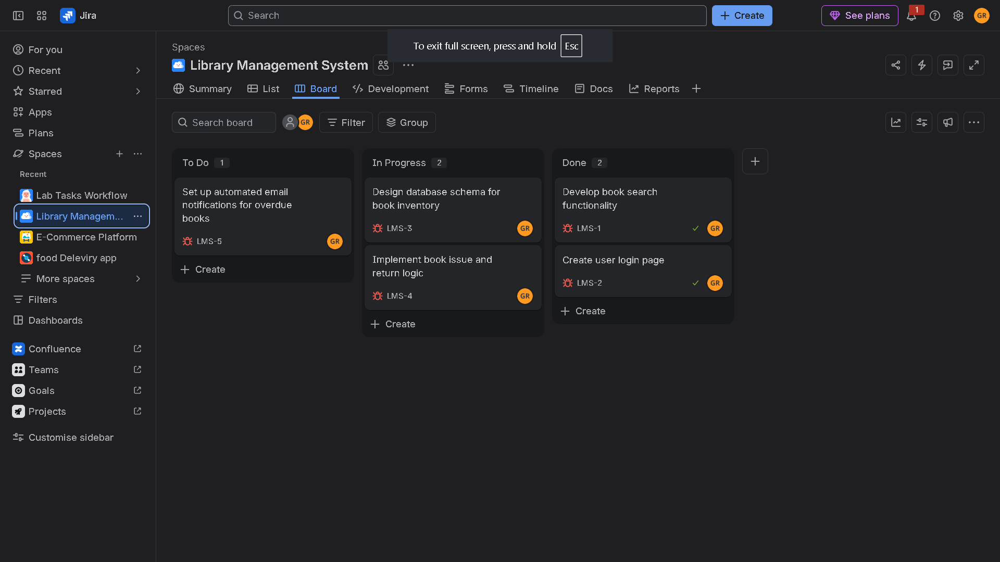 Jira
Search
Create
See plans
1
GR
To exit full screen, press and hold Esc
For you
Recent
Starred
Apps
Plans
Spaces
Recent
Lab Tasks Workflow
Library Managem...
E-Commerce Platform
food Deleviry app
More spaces
Filters
Dashboards
Confluence
Teams
Goals
Projects
Customise sidebar
Spaces
Library Management System
Summary
List
Board
Development
Forms
Timeline
Docs
Reports
Search board
GR
Filter
Group
To Do 1
Set up automated email
notifications for overdue
books
LMS-5
GR
Create
In Progress 2
Design database schema for
book inventory
LMS-3
GR
Implement book issue and
return logic
LMS-4
GR
Create
Done 2
Develop book search
functionality
LMS-1
GR
Create user login page
LMS-2
GR
Create